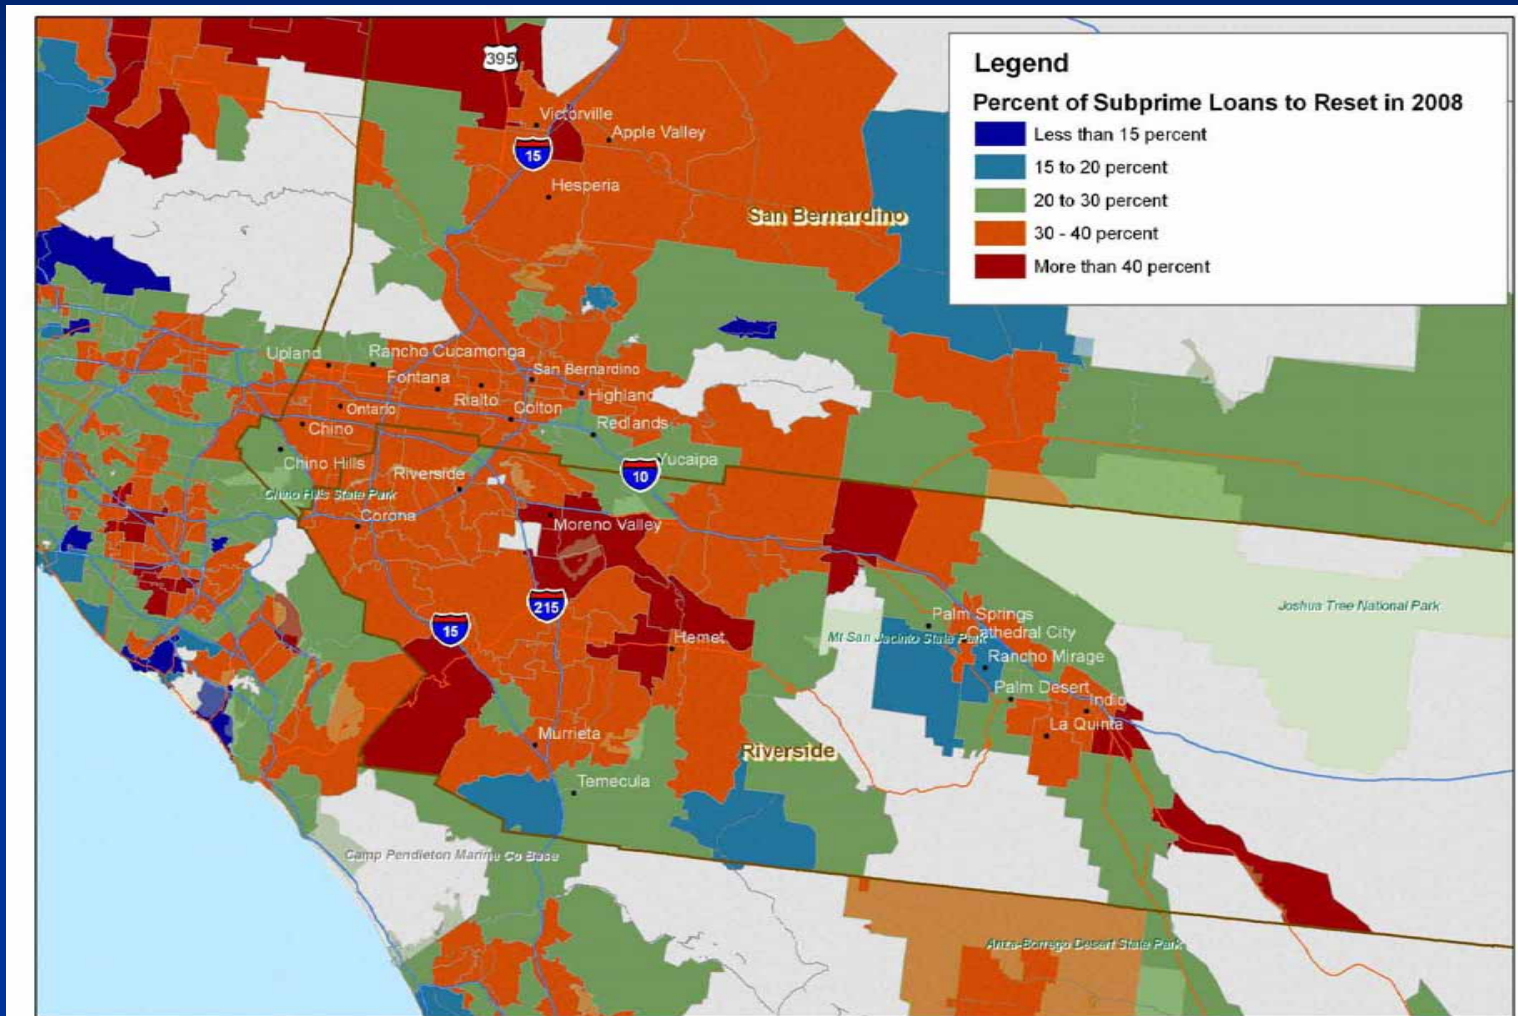 Legend
Percent of Subprime Loans to Reset in 2008
Less than 15 percent
15 to 20 percent
20 to 30 percent
30 - 40 percent
More than 40 percent
395
Victorville
15
Apple Valley
Hesperia
San Bernardino
Upland
Rancho Cucamonga
Fontana
San Bernardino
Rialto
Highland
Ontario
Colton
Chino
Redlands
Chino Hills
Yucaipa
Riverside
10
Chino Hills State Park
Corona
Moreno Valley
215
15
Joshua Tree National Park
Palm Springs
Mt San Jacinto State Park
Cathedral City
Hemet
Rancho Mirage
Palm Desert
Indio
La Quinta
Murrieta
Riverside
Temecula
Camp Pendleton Marine Co Base
Anza-Borrego Desert State Park